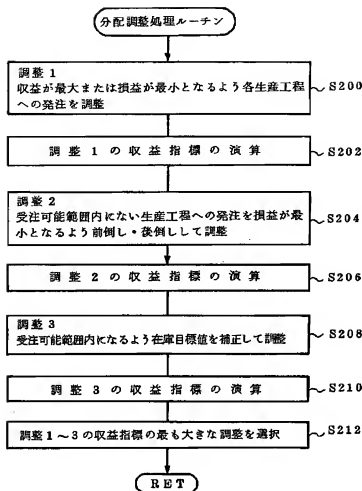 分配調整処理ルーチン
調整1
収益が最大または損益が最小となるよう各生産工程
への発注を調整
S200
調整1の収益指標の演算
S202
調整2
受注可能範囲内にない生産工程への発注を損益が最
小となるよう前倒し・後倒しして調整
S204
調整2の収益指標の演算
S206
調整3
受注可能範囲内になるよう在庫目標値を補正して調整
S208
調整3の収益指標の演算
S210
調整1~3の収益指標の最も大きな調整を選択
S212
RET